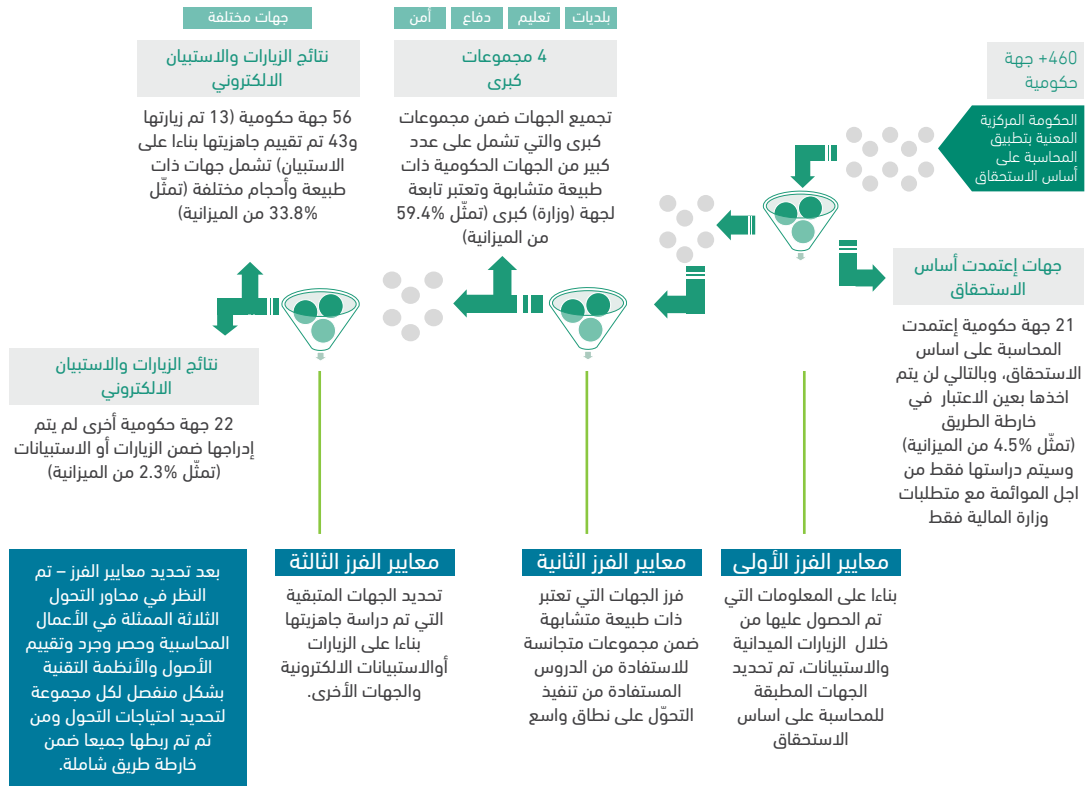 +460 جهة
حكومية
الحكومة المركزية
المعنية بتطبيق
المحاسبة على
أساس الاستحقاق
جهات إعتمدت أساس
الاستحقاق
21 جهة حكومية إعتمدت
المحاسبة على اساس
الاستحقاق، وبالتالي لن يتم
اخذها بعين الاعتبار في
خارطة الطريق
(تمثّل 4.5% من الميزانية)
وسيتم دراستها فقط من
اجل الموائمة مع متطلبات
وزارة المالية فقط
بلديات
تعليم
دفاع
أمن
4 مجموعات
كبرى
تجميع الجهات ضمن مجموعات
كبرى والتي تشمل على عدد
كبير من الجهات الحكومية ذات
طبيعة متشابهة وتعتبر تابعة
لجهة (وزارة) كبرى (تمثّل 59.4%
من الميزانية)
جهات مختلفة
نتائج الزيارات والاستبيان
الالكتروني
56 جهة حكومية (13 تم زيارتها
و43 تم تقييم جاهزيتها بناءا على
الاستبيان) تشمل جهات ذات
طبيعة وأحجام مختلفة (تمثّل
33.8% من الميزانية)
نتائج الزيارات والاستبيان
الالكتروني
22 جهة حكومية أخرى لم يتم
إدراجها ضمن الزيارات أو الاستبيانات
(تمثّل 2.3% من الميزانية)
معايير الفرز الأولى
بناءا على المعلومات التي
تم الحصول عليها من
خلال الزيارات الميدانية
والاستبيانات، تم تحديد
الجهات المطبقة
للمحاسبة على اساس
الاستحقاق
معايير الفرز الثانية
فرز الجهات التي تعتبر
ذات طبيعة متشابهة
ضمن مجموعات متجانسة
للاستفادة من الدروس
المستفادة من تنفيذ
التحوّل على نطاق واسع
معايير الفرز الثالثة
تحديد الجهات المتبقية
التي تم دراسة جاهزيتها
بناءا على الزيارات
أوالاستبيانات الالكترونية
والجهات الأخرى.
بعد تحديد معايير الفرز – تم
النظر في محاور التحول
الثلاثة الممثلة في الأعمال
المحاسبية وحصر وجرد وتقييم
الأصول والأنظمة التقنية
بشكل منفصل لكل مجموعة
لتحديد احتياجات التحول ومن
ثم تم ربطها جميعا ضمن
خارطة طريق شاملة.